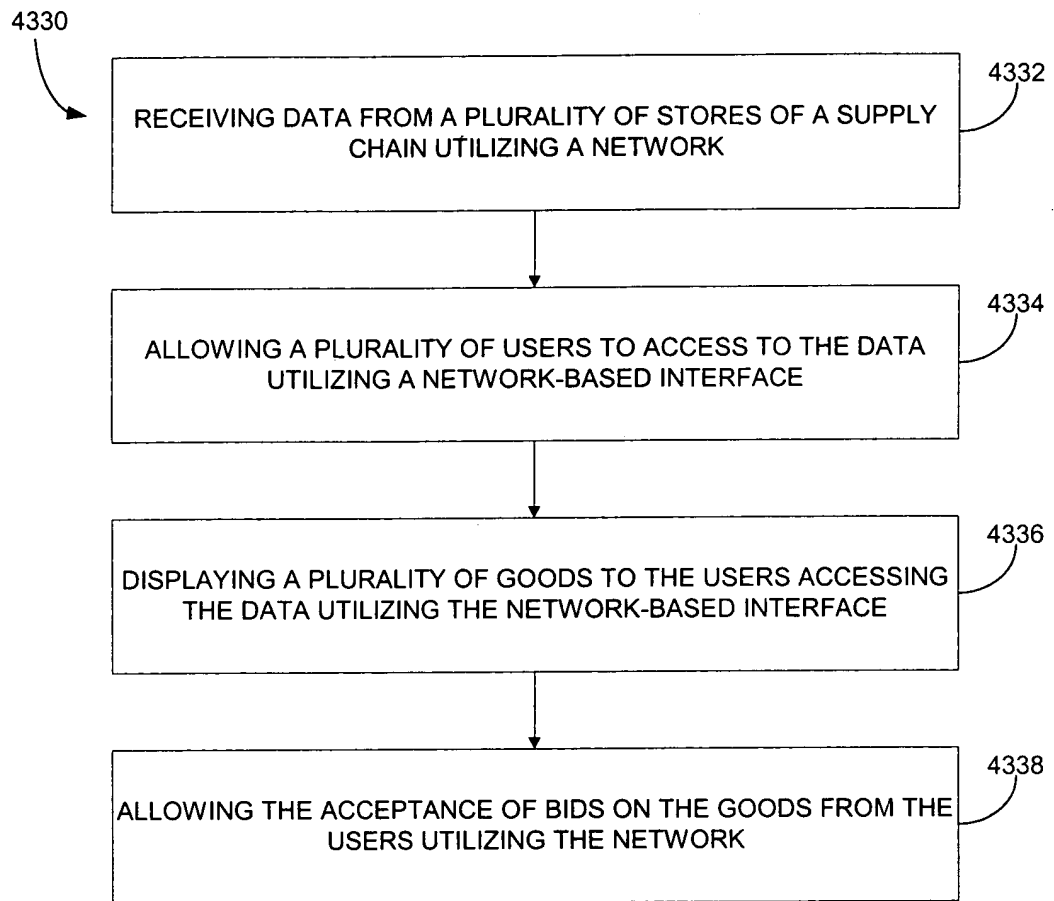 4330
4332
RECEIVING DATA FROM A PLURALITY OF STORES OF A SUPPLY
CHAIN UTILIZING A NETWORK
4334
ALLOWING A PLURALITY OF USERS TO ACCESS TO THE DATA
UTILIZING A NETWORK-BASED INTERFACE
4336
DISPLAYING A PLURALITY OF GOODS TO THE USERS ACCESSING
THE DATA UTILIZING THE NETWORK-BASED INTERFACE
4338
ALLOWING THE ACCEPTANCE OF BIDS ON THE GOODS FROM THE
USERS UTILIZING THE NETWORK